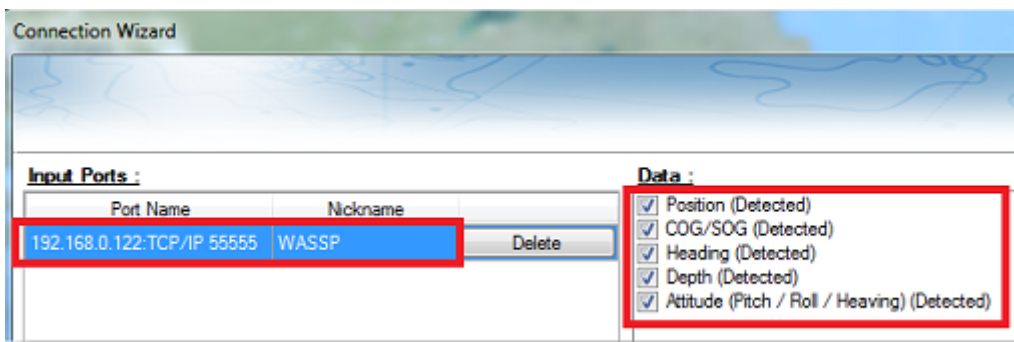 Connection Wizard
Input Ports :
Port Name Nickname
192.168.0.122:TCP/IP 55555 WASSP Delete
Data :
Position (Detected)
COG/SOG (Detected)
Heading (Detected)
Depth (Detected)
Attitude (Pitch / Roll / Heaving) (Detected)